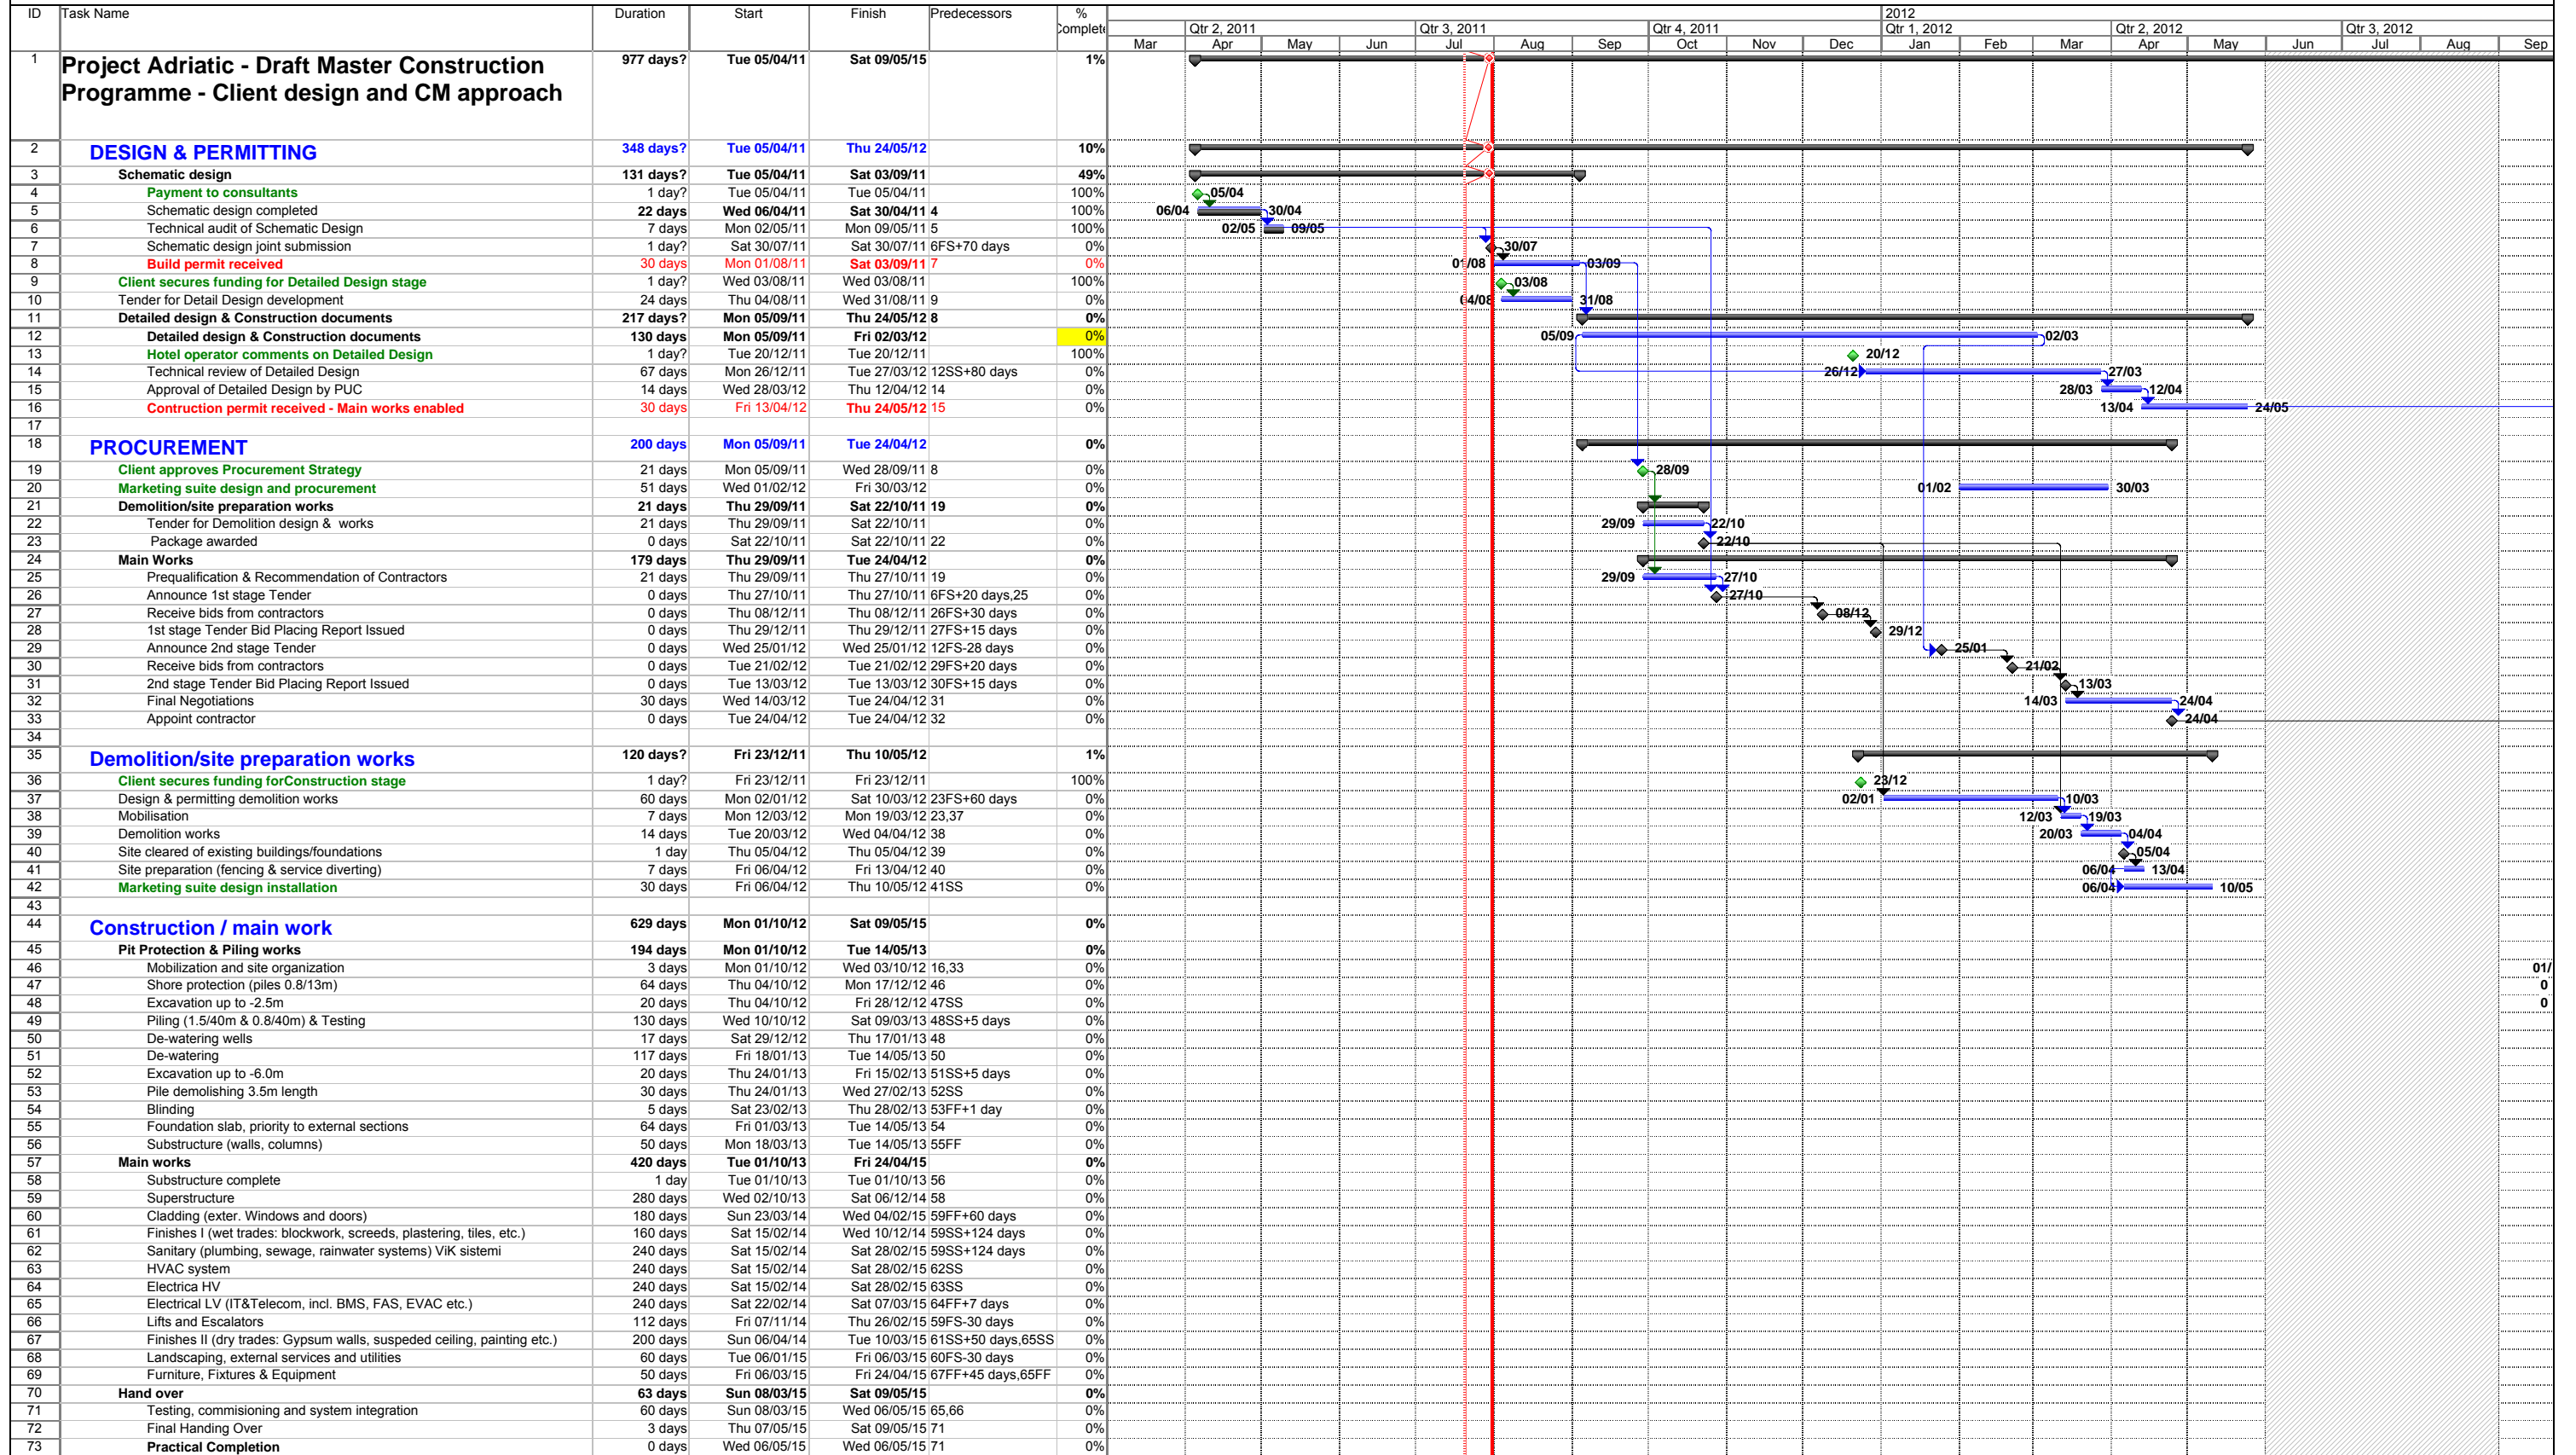 ID Task Name Duration Start Finish Predecessors % Complete
2012
Qtr 2, 2011 Qtr 3, 2011 Qtr 4, 2011 Qtr 1, 2012 Qtr 2, 2012 Qtr 3, 2012
Mar Apr May Jun Jul Aug Sep Oct Nov Dec Jan Feb Mar Apr May Jun Jul Aug Sep
1 Project Adriatic - Draft Master Construction 977 days? Tue 05/04/11 Sat 09/05/15 1%
Programme - Client design and CM approach
2 DESIGN & PERMITTING 348 days? Tue 05/04/11 Thu 24/05/12 10%
3 Schematic design 131 days? Tue 05/04/11 Sat 03/09/11 49%
4 Payment to consultants 1 day? Tue 05/04/11 Tue 05/04/11 100% 05/04
5 Schematic design completed 22 days Wed 06/04/11 Sat 30/04/11 4 100% 06/04 30/04
6 Technical audit of Schematic Design 7 days Mon 02/05/11 Mon 09/05/11 5 100% 02/05 09/05
7 Schematic design joint submission 1 day? Sat 30/07/11 Sat 30/07/11 6FS+70 days 0% 30/07
8 Build permit received 30 days Mon 01/08/11 Sat 03/09/11 7 0% 01/08 03/09
9 Client secures funding for Detailed Design stage 1 day? Wed 03/08/11 Wed 03/08/11 100% 03/08
10 Tender for Detail Design development 24 days Thu 04/08/11 Wed 31/08/11 9 0% 04/08 31/08
11 Detailed design & Construction documents 217 days? Mon 05/09/11 Thu 24/05/12 8 0%
12 Detailed design & Construction documents 130 days Mon 05/09/11 Fri 02/03/12 0% 05/09 02/03
13 Hotel operator comments on Detailed Design 1 day? Tue 20/12/11 Tue 20/12/11 100% 20/12
14 Technical review of Detailed Design 67 days Mon 26/12/11 Tue 27/03/12 12SS+80 days 0% 26/12 27/03
15 Approval of Detailed Design by PUC 14 days Wed 28/03/12 Thu 12/04/12 14 0% 28/03 12/04
16 Contruction permit received - Main works enabled 30 days Fri 13/04/12 Thu 24/05/12 15 0% 13/04 24/05
17
18 PROCUREMENT 200 days Mon 05/09/11 Tue 24/04/12 0%
19 Client approves Procurement Strategy 21 days Mon 05/09/11 Wed 28/09/11 8 0% 28/09
20 Marketing suite design and procurement 51 days Wed 01/02/12 Fri 30/03/12 0% 01/02 30/03
21 Demolition/site preparation works 21 days Thu 29/09/11 Sat 22/10/11 19 0%
22 Tender for Demolition design & works 21 days Thu 29/09/11 Sat 22/10/11 0% 29/09 22/10
23 Package awarded 0 days Sat 22/10/11 Sat 22/10/11 22 0% 22/10
24 Main Works 179 days Thu 29/09/11 Tue 24/04/12 0%
25 Prequalification & Recommendation of Contractors 21 days Thu 29/09/11 Thu 27/10/11 19 0% 29/09 27/10
26 Announce 1st stage Tender 0 days Thu 27/10/11 Thu 27/10/11 6FS+20 days,25 0% 27/10
27 Receive bids from contractors 0 days Thu 08/12/11 Thu 08/12/11 26FS+30 days 0% 08/12
28 1st stage Tender Bid Placing Report Issued 0 days Thu 29/12/11 Thu 29/12/11 27FS+15 days 0% 29/12
29 Announce 2nd stage Tender 0 days Wed 25/01/12 Wed 25/01/12 12FS-28 days 0% 25/01
30 Receive bids from contractors 0 days Tue 21/02/12 Tue 21/02/12 29FS+20 days 0% 21/02
31 2nd stage Tender Bid Placing Report Issued 0 days Tue 13/03/12 Tue 13/03/12 30FS+15 days 0% 13/03
32 Final Negotiations 30 days Wed 14/03/12 Tue 24/04/12 31 0% 14/03 24/04
33 Appoint contractor 0 days Tue 24/04/12 Tue 24/04/12 32 0% 24/04
34
35 Demolition/site preparation works 120 days? Fri 23/12/11 Thu 10/05/12 1%
36 Client secures funding forConstruction stage 1 day? Fri 23/12/11 Fri 23/12/11 100% 23/12
37 Design & permitting demolition works 60 days Mon 02/01/12 Sat 10/03/12 23FS+60 days 0% 02/01 10/03
38 Mobilisation 7 days Mon 12/03/12 Mon 19/03/12 23,37 0% 12/03 19/03
39 Demolition works 14 days Tue 20/03/12 Wed 04/04/12 38 0% 20/03 04/04
40 Site cleared of existing buildings/foundations 1 day Thu 05/04/12 Thu 05/04/12 39 0% 05/04
41 Site preparation (fencing & service diverting) 7 days Fri 06/04/12 Fri 13/04/12 40 0% 06/04 13/04
42 Marketing suite design installation 30 days Fri 06/04/12 Thu 10/05/12 41SS 0% 06/04 10/05
43
44 Construction / main work 629 days Mon 01/10/12 Sat 09/05/15 0%
45 Pit Protection & Piling works 194 days Mon 01/10/12 Tue 14/05/13 0%
46 Mobilization and site organization 3 days Mon 01/10/12 Wed 03/10/12 16,33 0% 01/
47 Shore protection (piles 0.8/13m) 64 days Thu 04/10/12 Mon 17/12/12 46 0% 0
48 Excavation up to -2.5m 20 days Thu 04/10/12 Fri 28/12/12 47SS 0% 0
49 Piling (1.5/40m & 0.8/40m) & Testing 130 days Wed 10/10/12 Sat 09/03/13 48SS+5 days 0%
50 De-watering wells 17 days Sat 29/12/12 Thu 17/01/13 48 0%
51 De-watering 117 days Fri 18/01/13 Tue 14/05/13 50 0%
52 Excavation up to -6.0m 20 days Thu 24/01/13 Fri 15/02/13 51SS+5 days 0%
53 Pile demolishing 3.5m length 30 days Thu 24/01/13 Wed 27/02/13 52SS 0%
54 Blinding 5 days Sat 23/02/13 Thu 28/02/13 53FF+1 day 0%
55 Foundation slab, priority to external sections 64 days Fri 01/03/13 Tue 14/05/13 54 0%
56 Substructure (walls, columns) 50 days Mon 18/03/13 Tue 14/05/13 55FF 0%
57 Main works 420 days Tue 01/10/13 Fri 24/04/15 0%
58 Substructure complete 1 day Tue 01/10/13 Tue 01/10/13 56 0%
59 Superstructure 280 days Wed 02/10/13 Sat 06/12/14 58 0%
60 Cladding (exter. Windows and doors) 180 days Sun 23/03/14 Wed 04/02/15 59FF+60 days 0%
61 Finishes I (wet trades: blockwork, screeds, plastering, tiles, etc.) 160 days Sat 15/02/14 Wed 10/12/14 59SS+124 days 0%
62 Sanitary (plumbing, sewage, rainwater systems) ViK sistemi 240 days Sat 15/02/14 Sat 28/02/15 59SS+124 days 0%
63 HVAC system 240 days Sat 15/02/14 Sat 28/02/15 62SS 0%
64 Electrica HV 240 days Sat 15/02/14 Sat 28/02/15 63SS 0%
65 Electrical LV (IT&Telecom, incl. BMS, FAS, EVAC etc.) 240 days Sat 22/02/14 Sat 07/03/15 64FF+7 days 0%
66 Lifts and Escalators 112 days Fri 07/11/14 Thu 26/02/15 59FS-30 days 0%
67 Finishes II (dry trades: Gypsum walls, suspeded ceiling, painting etc.) 200 days Sun 06/04/14 Tue 10/03/15 61SS+50 days,65SS 0%
68 Landscaping, external services and utilities 60 days Tue 06/01/15 Fri 06/03/15 60FS-30 days 0%
69 Furniture, Fixtures & Equipment 50 days Fri 06/03/15 Fri 24/04/15 67FF+45 days,65FF 0%
70 Hand over 63 days Sun 08/03/15 Sat 09/05/15 0%
71 Testing, commisioning and system integration 60 days Sun 08/03/15 Wed 06/05/15 65,66 0%
72 Final Handing Over 3 days Thu 07/05/15 Sat 09/05/15 71 0%
73 Practical Completion 0 days Wed 06/05/15 Wed 06/05/15 71 0%